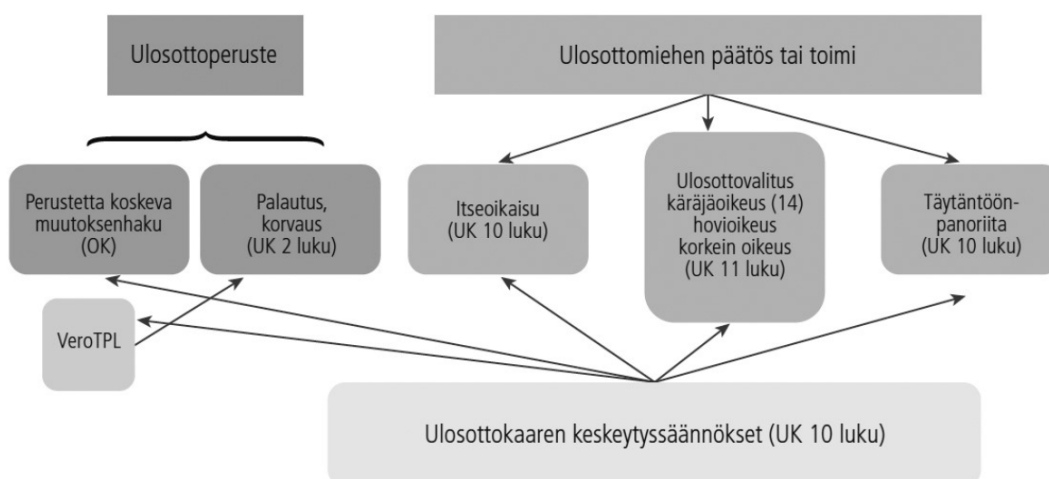 Ulosottoperuste
Ulosottomiehen päätös tai toimi
Perustetta koskeva
muutoksenhaku
(OK)
Palautus,
korvaus
(UK 2 luku)
Itseoikaisu
(UK 10 luku)
Ulosottovalitus
käräjäoikeus (14)
hovioikeus
korkein oikeus
(UK 11 luku)
Täytäntöön-
panoriita
(UK 10 luku)
VeroTPL
Ulosottokaaren keskeytyssäännökset (UK 10 luku)